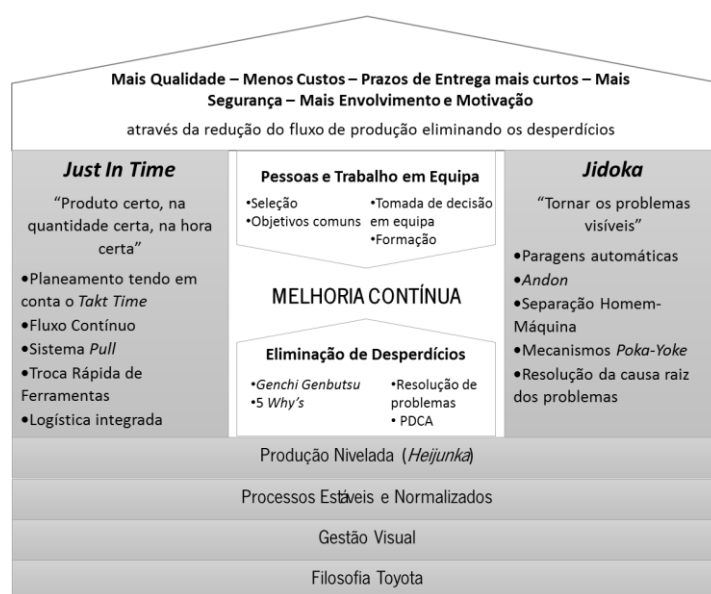 Mais Qualidade – Menos Custos – Prazos de Entrega mais curtos – Mais
Segurança – Mais Envolvimento e Motivação
através da redução do fluxo de produção eliminando os desperdícios
Just In Time
“Produto certo, na
quantidade certa, na hora
certa”
•Planeamento tendo em
conta o Takt Time
•Fluxo Contínuo
•Sistema Pull
•Troca Rápida de
Ferramentas
•Logística integrada
Pessoas e Trabalho em Equipa
•Seleção
•Objetivos comuns
•Tomada de decisão
em equipa
•Formação
MELHORIA CONTÍNUA
Eliminação de Desperdícios
•Genchi Genbutsu
•5 Why’s
•Resolução de
problemas
• PDCA
Jidoka
“Tornar os problemas
visíveis”
•Paragens automáticas
•Andon
•Separação Homem-
Máquina
•Mecanismos Poka-Yoke
•Resolução da causa raiz
dos problemas
Produção Nivelada (Heijunka)
Processos Estáveis e Normalizados
Gestão Visual
Filosofia Toyota